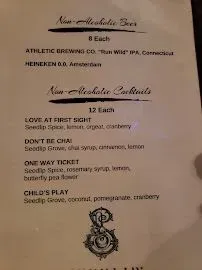 Non-Alcoholic Beer
8 Each
ATHLETIC BREWING CO. "Run Wild" IPA, Connecticut
HEINEKEN 0.0, Amsterdam
Non-Alcoholic Cocktails
12 Each
LOVE AT FIRST SIGHT
Seedlip Spice, lemon, orgeat, cranberry
DON'T BE CHAI
Seedlip Grove, chai syrup, cinnamon, lemon
ONE WAY TICKET
Seedlip Spice, rosemary syrup, lemon,
butterfly pea flower
CHILD'S PLAY
Seedlip Grove, coconut, pomegranate, cranberry